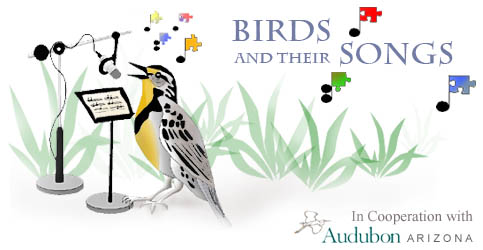 BIRDS
AND THEIR SONGS
In Cooperation with
Audubon ARIZONA